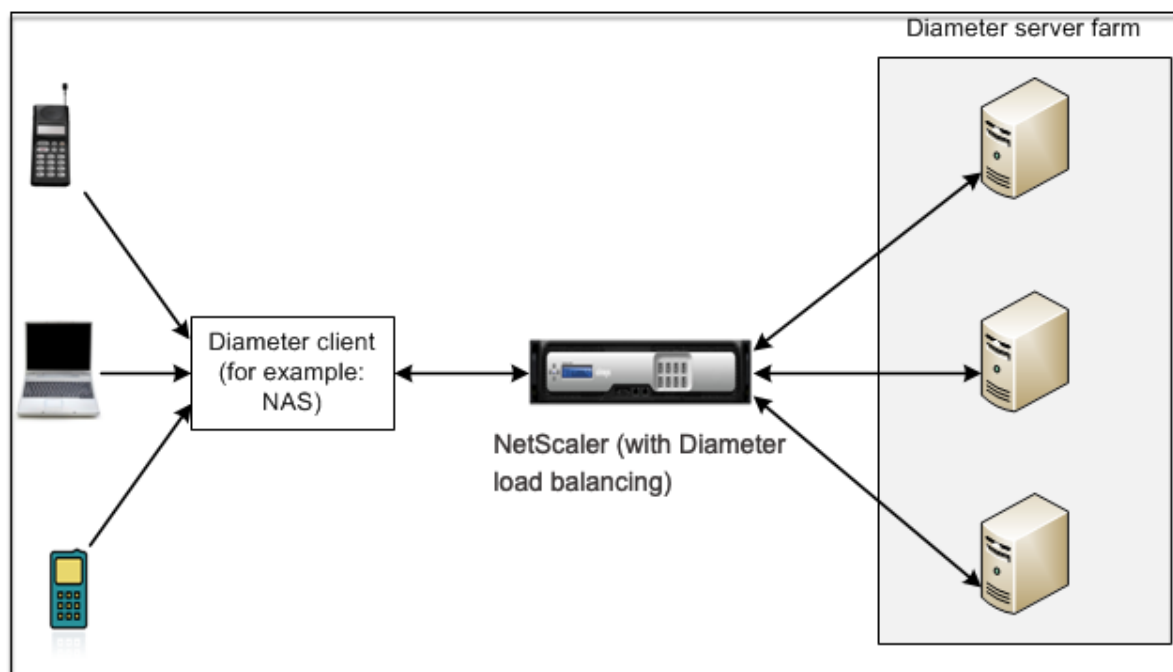 Diameter server farm
Diameter client
(for example:
NAS)
NetScaler (with Diameter
load balancing)